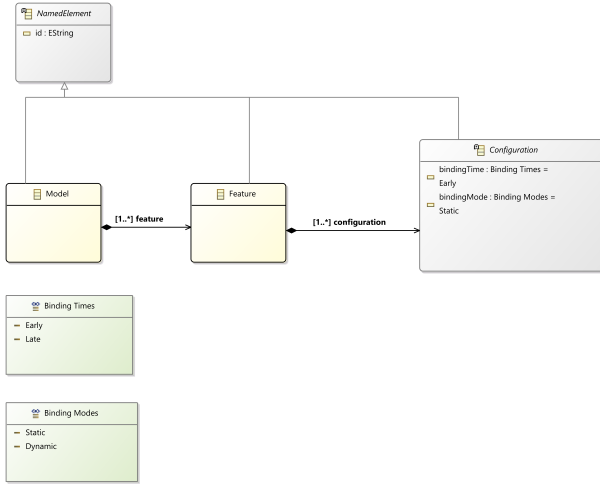 NamedElement
id : EString
Configuration
bindingTime : Binding Times =
Early
bindingMode : Binding Modes =
Static
Model
Feature
[1..*] feature
[1..*] configuration
Binding Times
Early
Late
Binding Modes
Static
Dynamic